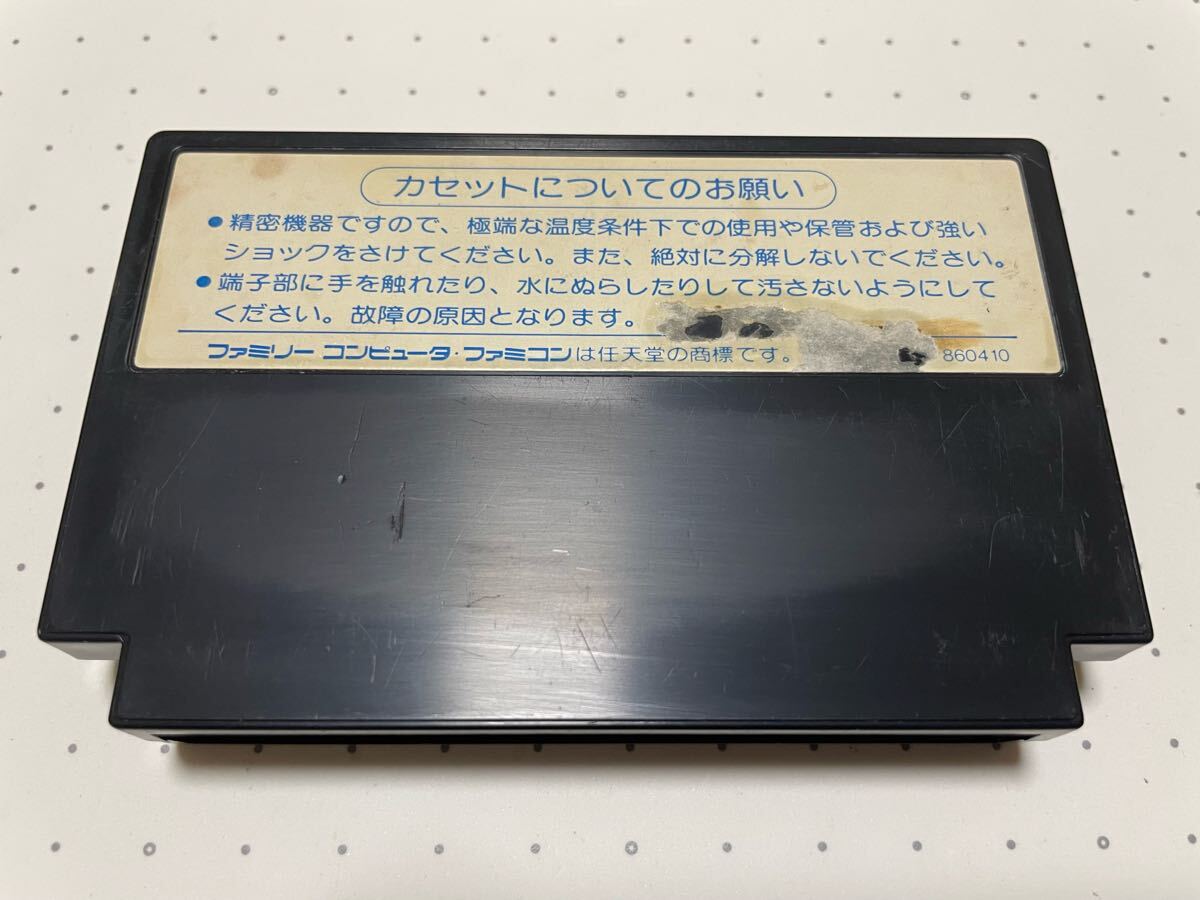 カセットについてのお願い
●精密機器ですので、極端な温度条件下での使用や保管および強い
ショックをさけてください。また、絶対に分解しないでください。
●端子部に手を触れたり、水にぬらしたりして汚さないようにして
ください。故障の原因となります。
ファミリー コンピュータ・ファミコンは任天堂の商標です。
860410